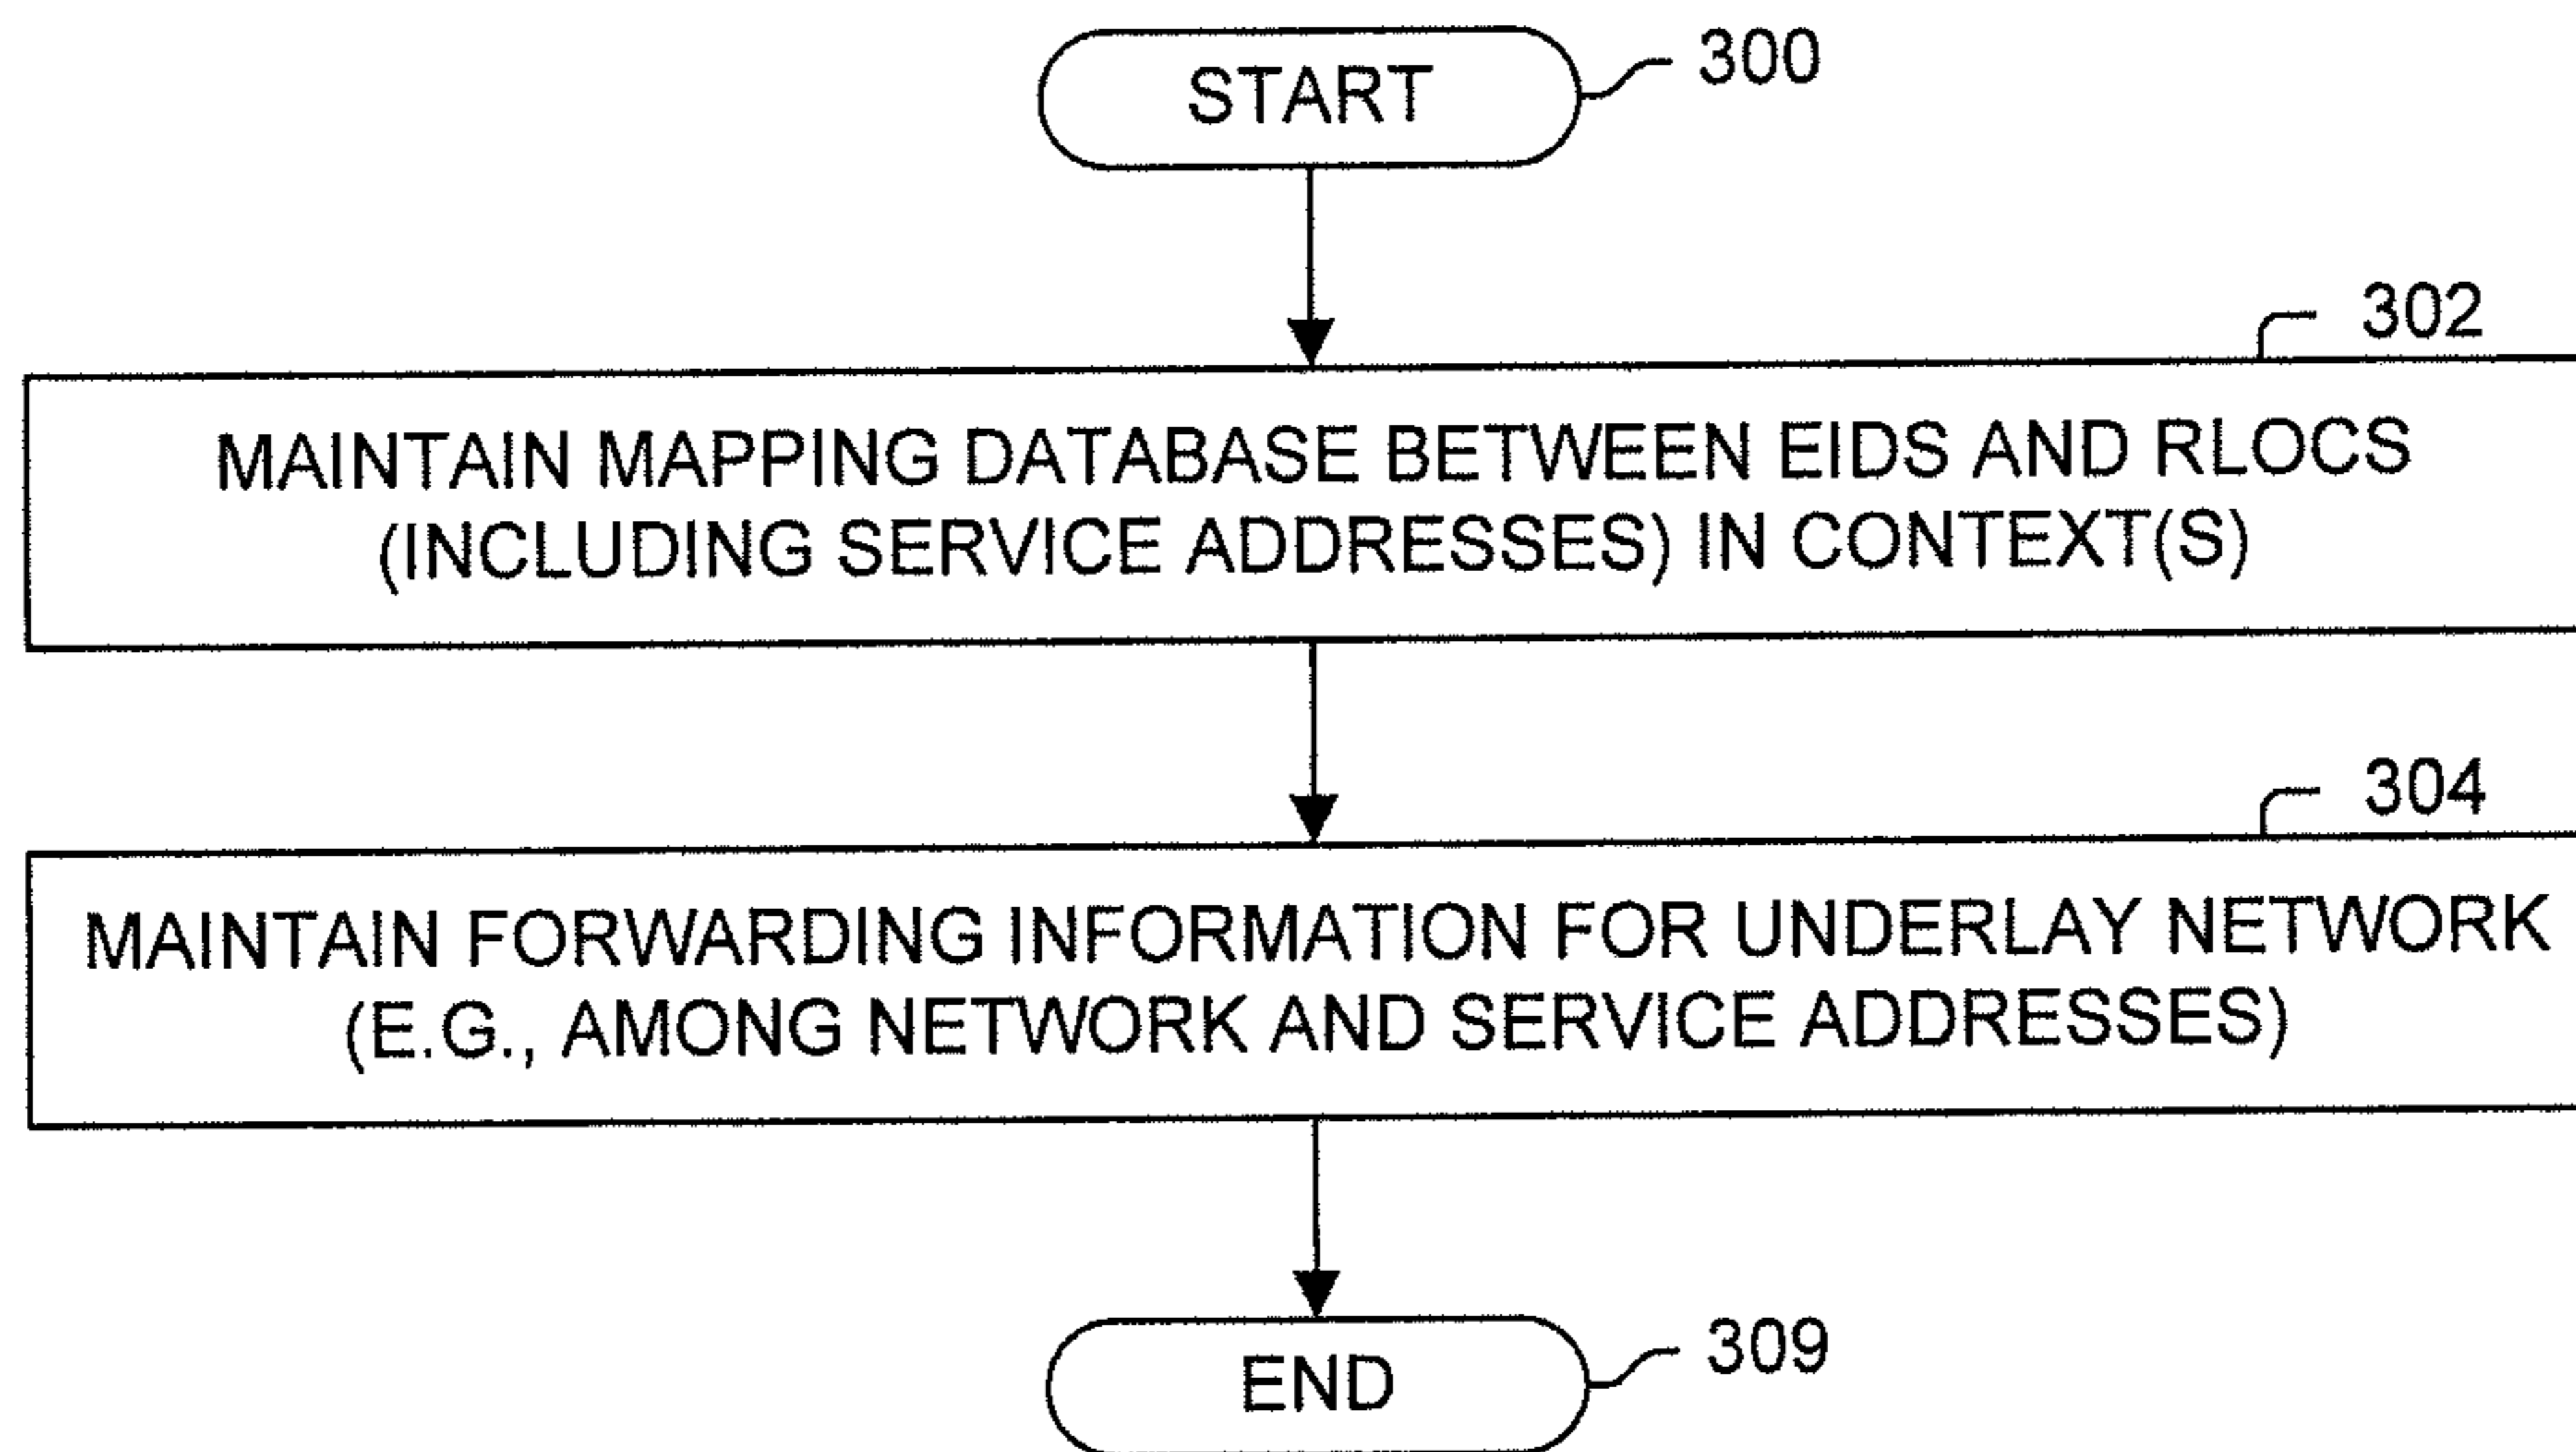 START
300
302
MAINTAIN MAPPING DATABASE BETWEEN EIDS AND RLOCS
(INCLUDING SERVICE ADDRESSES) IN CONTEXT(S)
304
MAINTAIN FORWARDING INFORMATION FOR UNDERLAY NETWORK
(E.G., AMONG NETWORK AND SERVICE ADDRESSES)
END
309